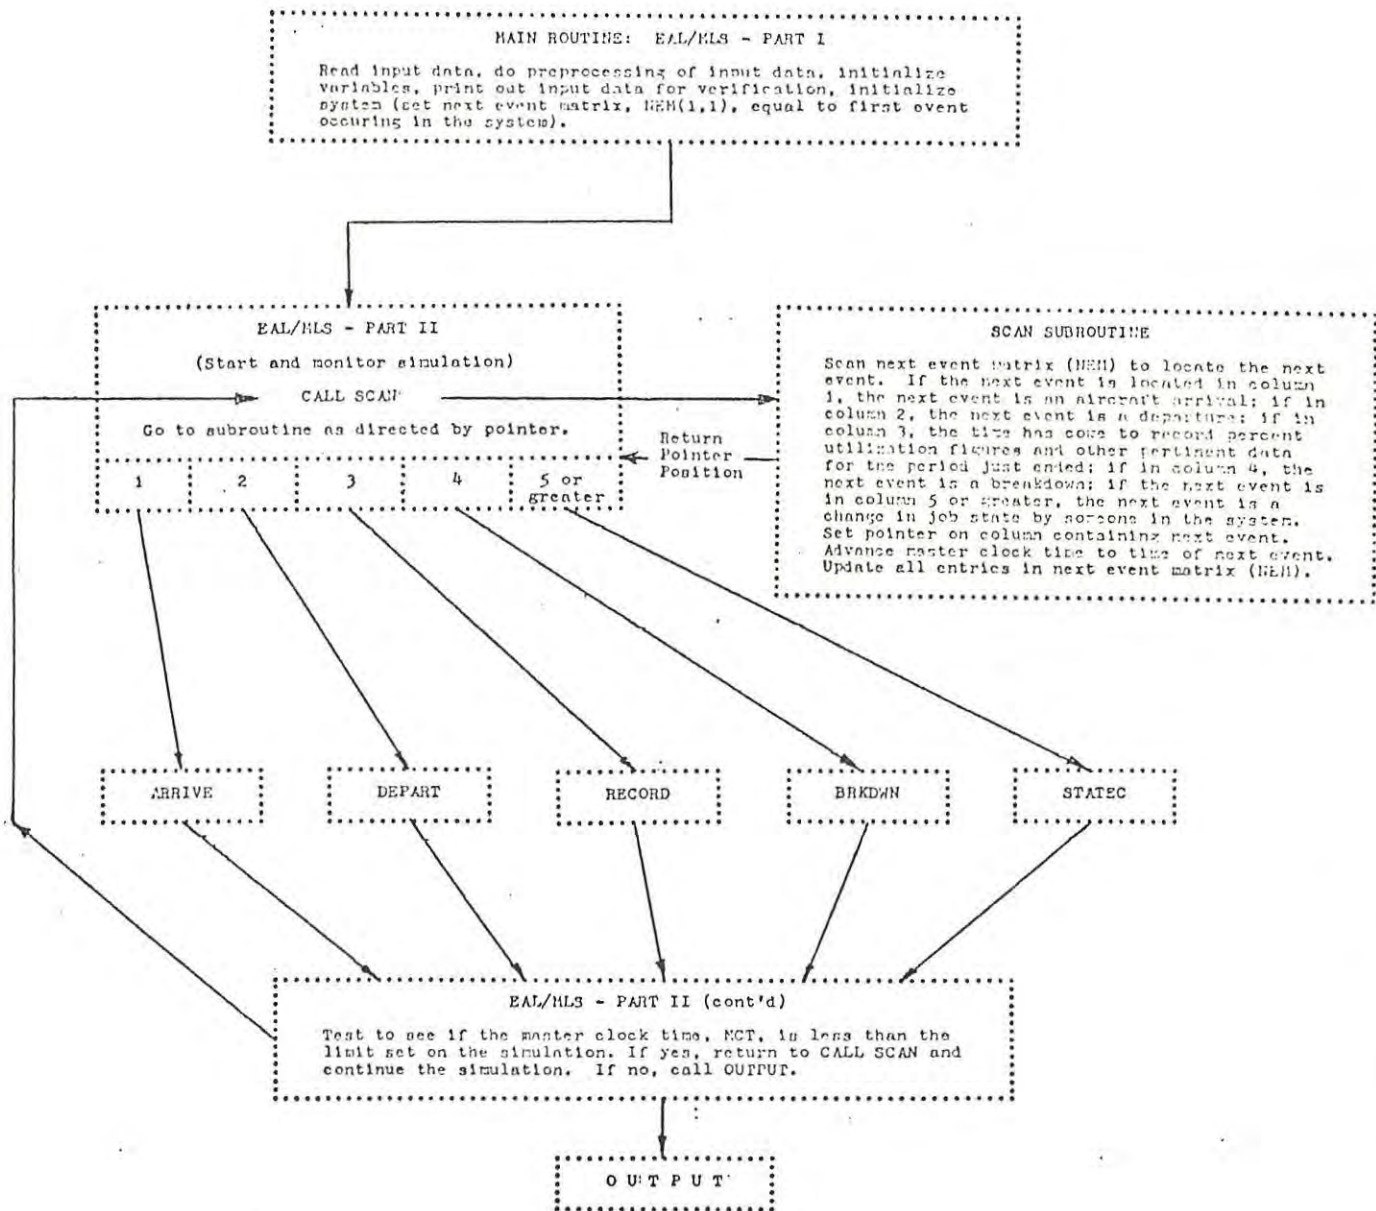 MAIN ROUTINE: EAL/MLS - PART I
Read input data, do preprocessing of input data, initialize
variables, print out input data for verification, initialize
system (set next event matrix, NEM(1,1), equal to first event
occuring in the system).
EAL/MLS - PART II
(Start and monitor simulation)
CALL SCAN
Go to subroutine as directed by pointer.
1 2 3 4 5 or
greater
Return
Pointer
Position
SCAN SUBROUTINE
Scan next event matrix (NEM) to locate the next
event. If the next event is located in column
1, the next event is an aircraft arrival; if in
column 2, the next event is a departure; if in
column 3, the time has come to record percent
utilization figures and other pertinent data
for the period just ended; if in column 4, the
next event is a breakdown; if the next event is
in column 5 or greater, the next event is a
change in job state by someone in the system.
Set pointer on column containing next event.
Advance master clock time to time of next event.
Update all entries in next event matrix (NEM).
ARRIVE
DEPART
RECORD
BRKDWN
STATEC
EAL/MLS - PART II (cont'd)
Test to see if the master clock time, MCT, is less than the
limit set on the simulation. If yes, return to CALL SCAN and
continue the simulation. If no, call OUTPUT.
O U T P U T